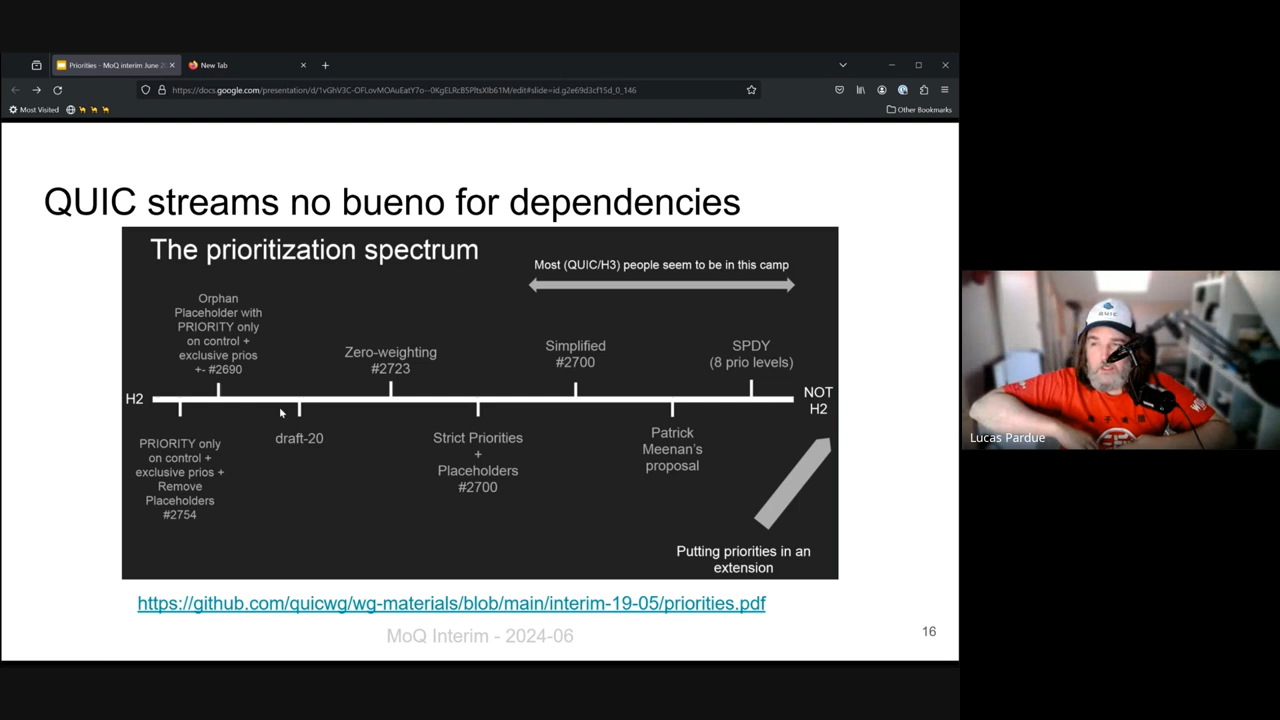 Priorities - MoQ interim June 2
New Tab
https://docs.google.com/presentation/d/1vGhV3C-OFLovMOAuEatY7o--0KgELRcB5PltsXlb61M/edit#slide=id.g2e69d3cf15d_0_146
Most Visited
Other Bookmarks
QUIC streams no bueno for dependencies
The prioritization spectrum
Most (QUIC/H3) people seem to be in this camp
Orphan
Placeholder with
PRIORITY only
on control +
exclusive prios
+- #2690
Zero-weighting
#2723
Simplified
#2700
SPDY
(8 prio levels)
H2
NOT
H2
PRIORITY only
on control +
exclusive prios +
Remove
Placeholders
#2754
draft-20
Strict Priorities
+
Placeholders
#2700
Patrick
Meenan's
proposal
Putting priorities in an
extension
https://github.com/quicwg/wg-materials/blob/main/interim-19-05/priorities.pdf
MoQ Interim - 2024-06
16
QUIC
Lucas Pardue